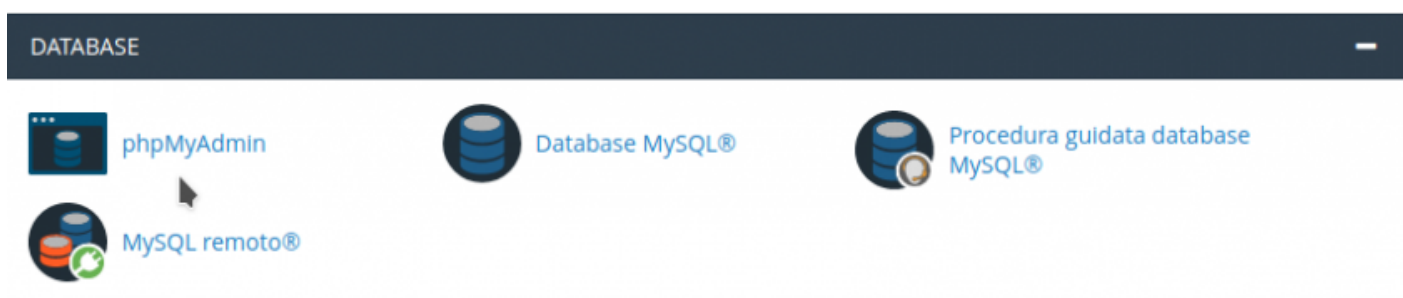 DATABASE
phpMyAdmin
Database MySQL®
Procedura guidata database
MySQL®
MySQL remoto®